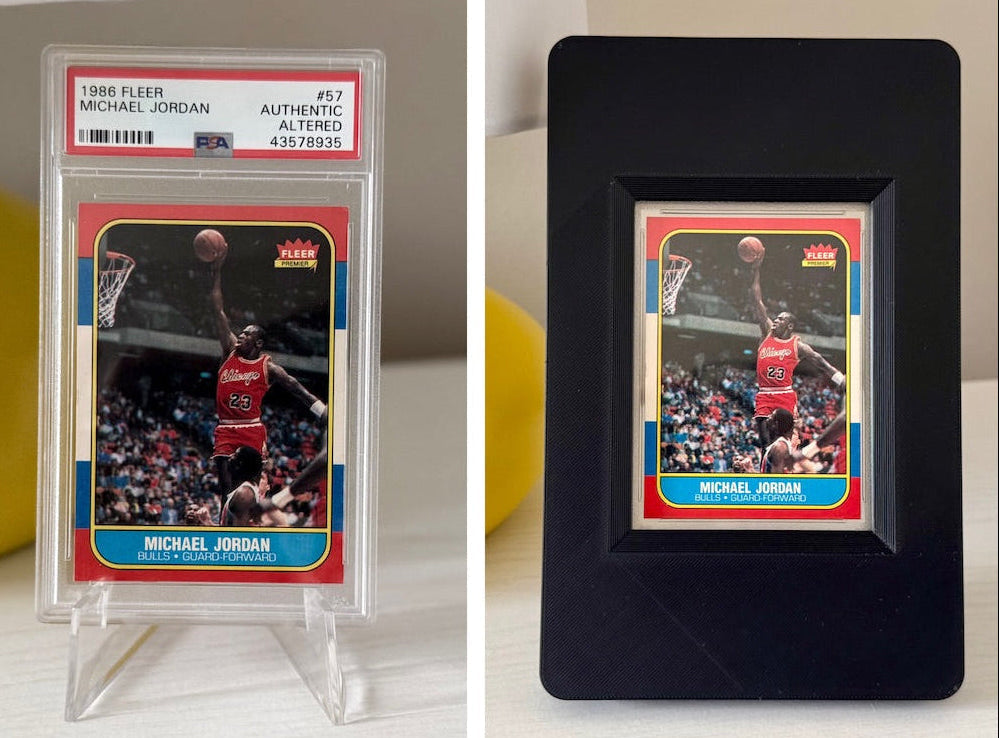 1986 FLEER
MICHAEL JORDAN
#57
AUTHENTIC
ALTERED
43578935
PSA
FLEER
PREMIER
Chicago
23
MICHAEL JORDAN
BULLS • GUARD-FORWARD
FLEER
PREMIER
Chicago
23
MICHAEL JORDAN
BULLS • GUARD-FORWARD